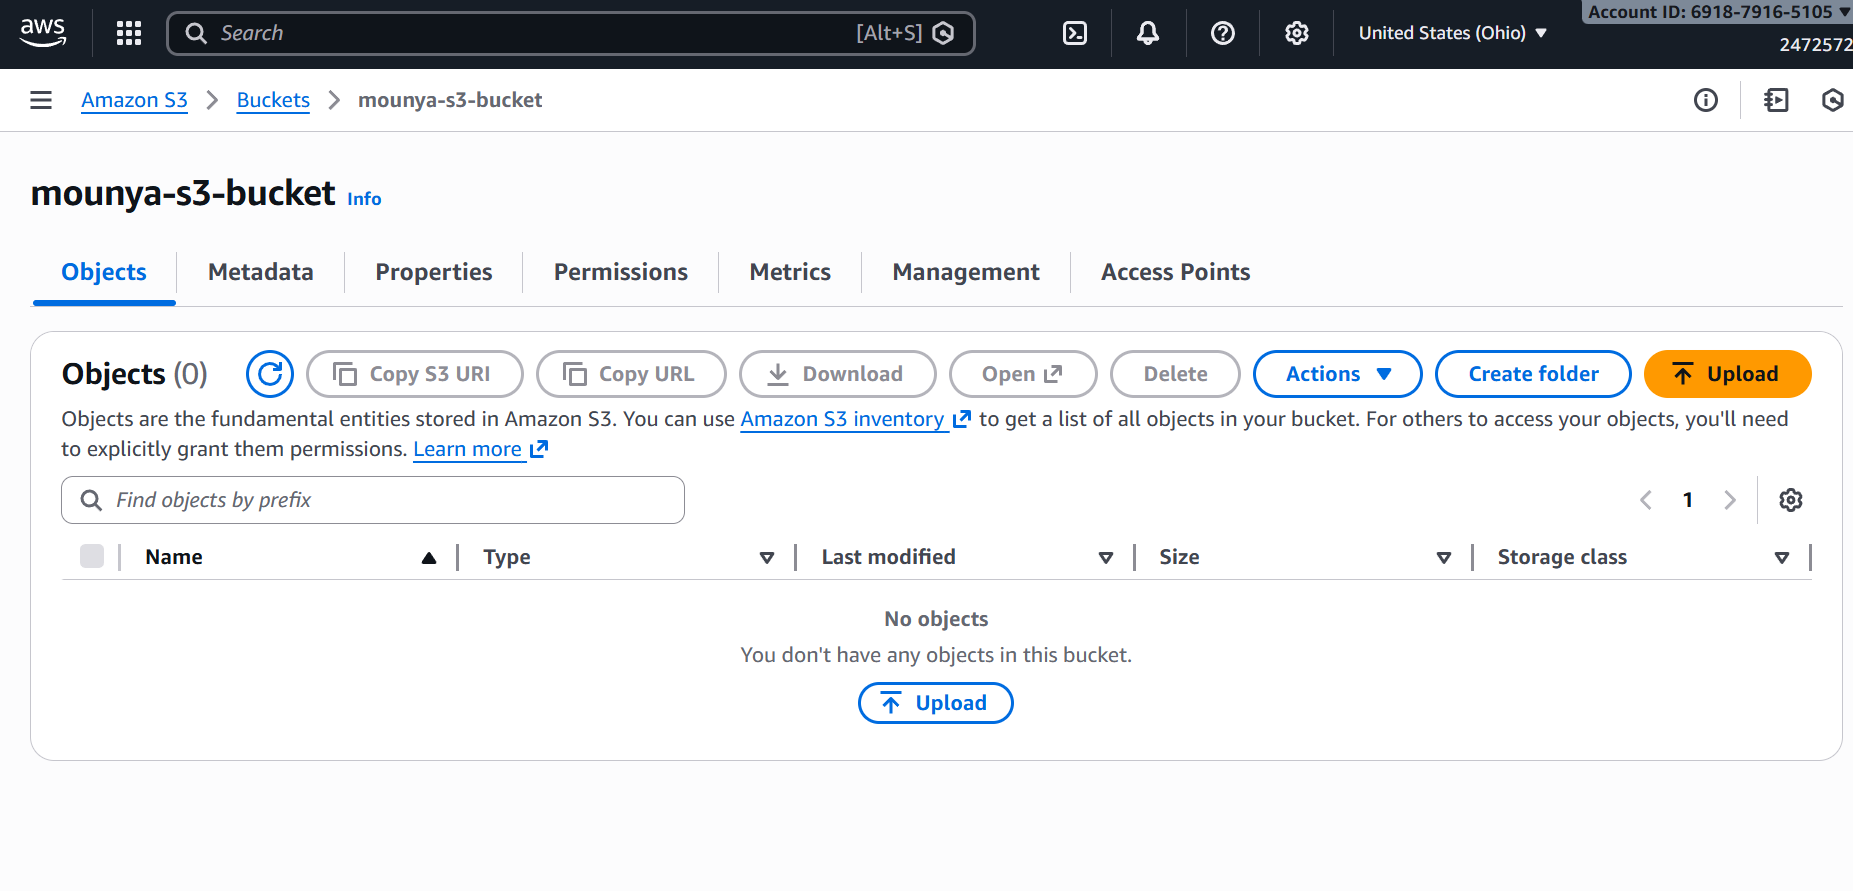 aws
Search [Alt+S]
United States (Ohio)
Account ID: 6918-7916-5105
2472572
Amazon S3 Buckets mounya-s3-bucket
mounya-s3-bucket Info
Objects Metadata Properties Permissions Metrics Management Access Points
Objects (0) Copy S3 URI Copy URL Download Open Delete Actions Create folder Upload
Objects are the fundamental entities stored in Amazon S3. You can use Amazon S3 inventory to get a list of all objects in your bucket. For others to access your objects, you'll need
to explicitly grant them permissions. Learn more
Find objects by prefix 1
Name Type Last modified Size Storage class
No objects
You don't have any objects in this bucket.
Upload